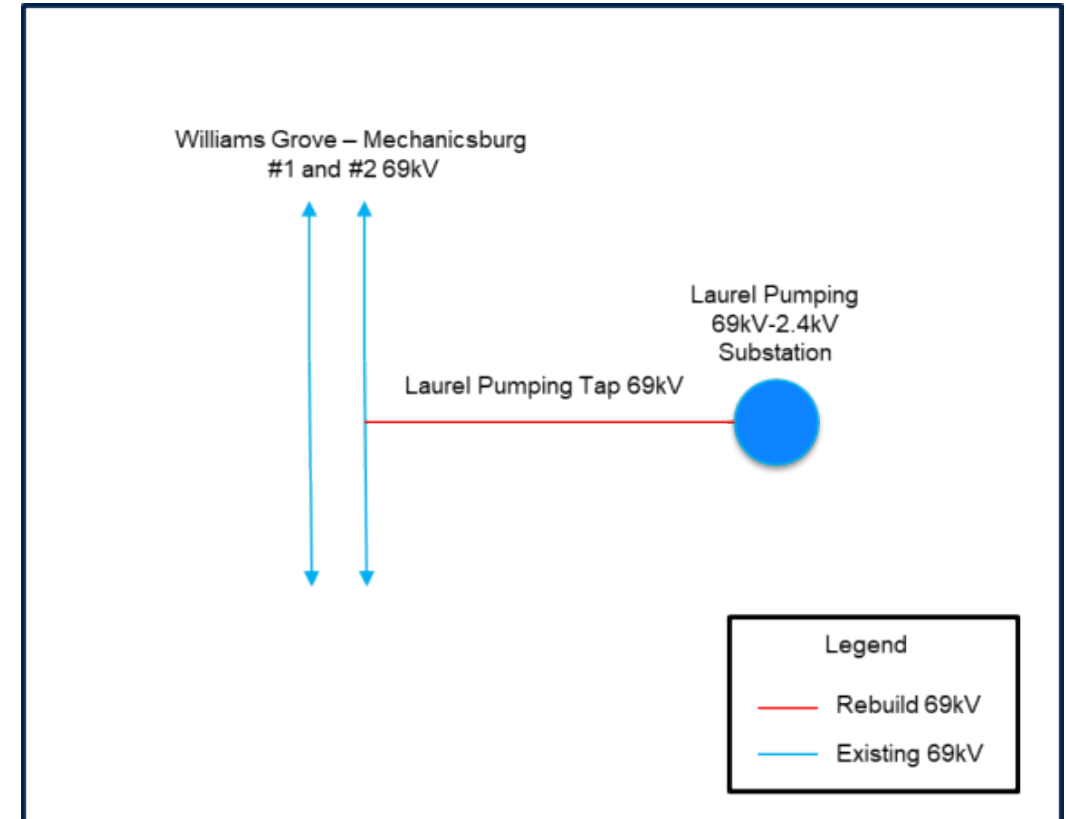 Williams Grove – Mechanicsburg
#1 and #2 69kV
Laurel Pumping
69kV-2.4kV
Substation
Laurel Pumping Tap 69kV
Legend
Rebuild 69kV
Existing 69kV